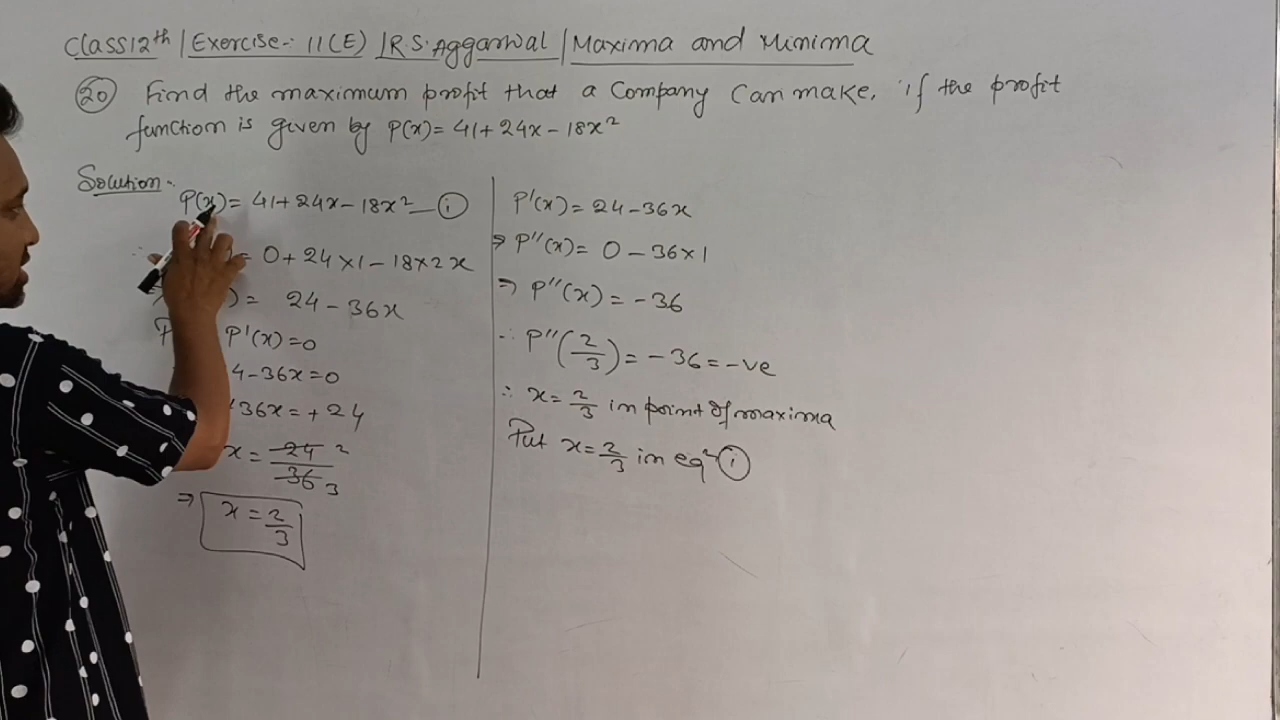 Class 12th / Exercise:- 11(E) / R.S. Aggarwal / Maxima and Minima
(20) Find the maximum profit that a Company Can make, if the profit
function is given by P(x) = 41 + 24x - 18x²
Solution:-
P(x) = 41 + 24x - 18x² — (i)
= 0 + 24 × 1 - 18 × 2x
) = 24 - 36x
P'(x) = 0
4 - 36x = 0
36x = + 24
x = 24/36 2/3
⇒ x = 2/3
P'(x) = 24 - 36x
⇒ P''(x) = 0 - 36 × 1
⇒ P''(x) = -36
∴ P''(2/3) = -36 = -ve
∴ x = 2/3 in point of maxima
Put x = 2/3 in eqⁿ (i)